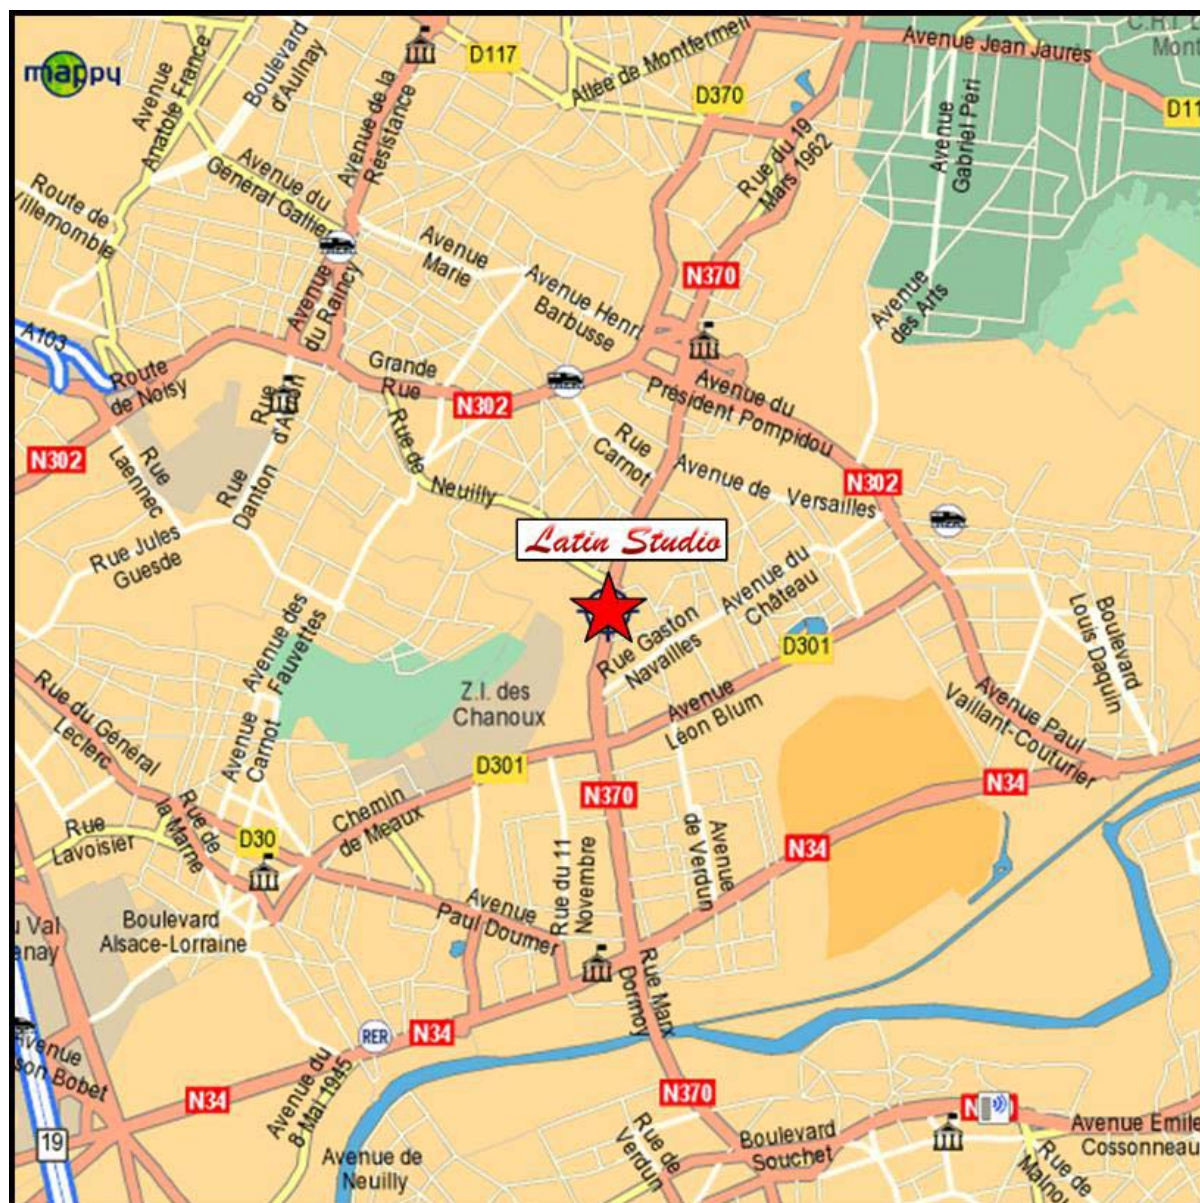 mappy
Avenue
Anatole France
Boulevard
d'Aulnay
Avenue de la
Résistance
D117
Allée de Montfermeil
D370
Avenue Jean Jaurès
Avenue
Gabriel Péri
Rue du 19
Mars 1962
Avenue du
Général Gallieni
Route de
Villemomble
Avenue
Marie
Avenue Henri
Barbusse
N370
Avenue
des Arts
Avenue
du Raincy
A103
Route
de Noisy
Grande
Rue
N302
Avenue du
Président Pompidou
Rue
Rue
Carnot
Rue de Neuilly
Avenue de Versailles
N302
N302
Rue
Laennec
Rue
Danton
Rue Jules
Guesde
Latin Studio
Avenue du
Château
Rue Gaston
Navailles
D301
Boulevard
Louis Daquin
Avenue des
Fauvettes
Z.I. des
Chanoux
Avenue
Léon Blum
Avenue Paul
Vaillant-Couturier
Rue du Général
Leclerc
Avenue
Carnot
D301
N370
N34
Chemin
de Meaux
Rue de
la Marne
Rue
Lavoisier
D30
N34
Avenue
de Verdun
Rue du 11
Novembre
Avenue
Paul Doumer
Boulevard
Alsace-Lorraine
Rue Marx
Dormoy
RER
N34
N34
Avenue du
8 Mai 1945
N370
19
Avenue de
Neuilly
Rue de
Verdun
Boulevard
Souchet
Avenue Emile
Cossonneau
Rue de